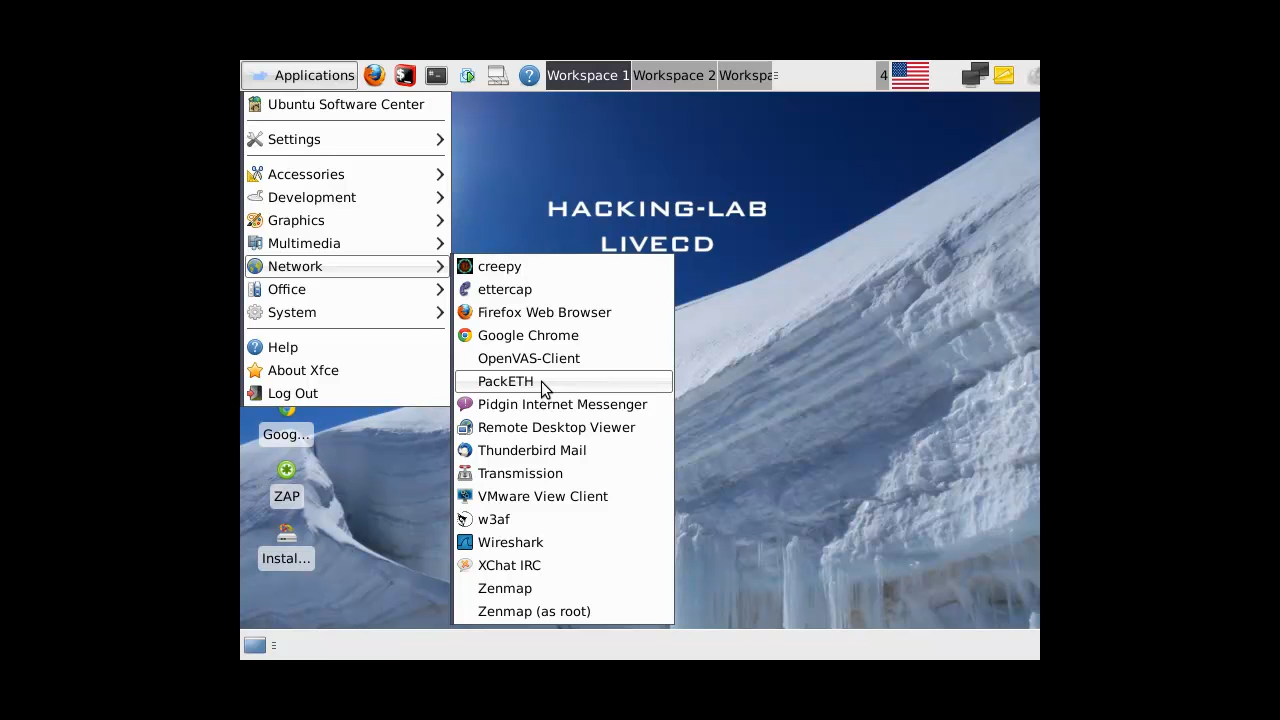 Applications
Workspace 1
Workspace 2
Workspa
4
Ubuntu Software Center
Settings
Accessories
Development
Graphics
Multimedia
Network
Office
System
Help
About Xfce
Log Out
HACKING-LAB
LIVECD
creepy
ettercap
Firefox Web Browser
Google Chrome
OpenVAS-Client
PackETH
Pidgin Internet Messenger
Remote Desktop Viewer
Thunderbird Mail
Transmission
VMware View Client
w3af
Wireshark
XChat IRC
Zenmap
Zenmap (as root)
Goog...
ZAP
Instal...